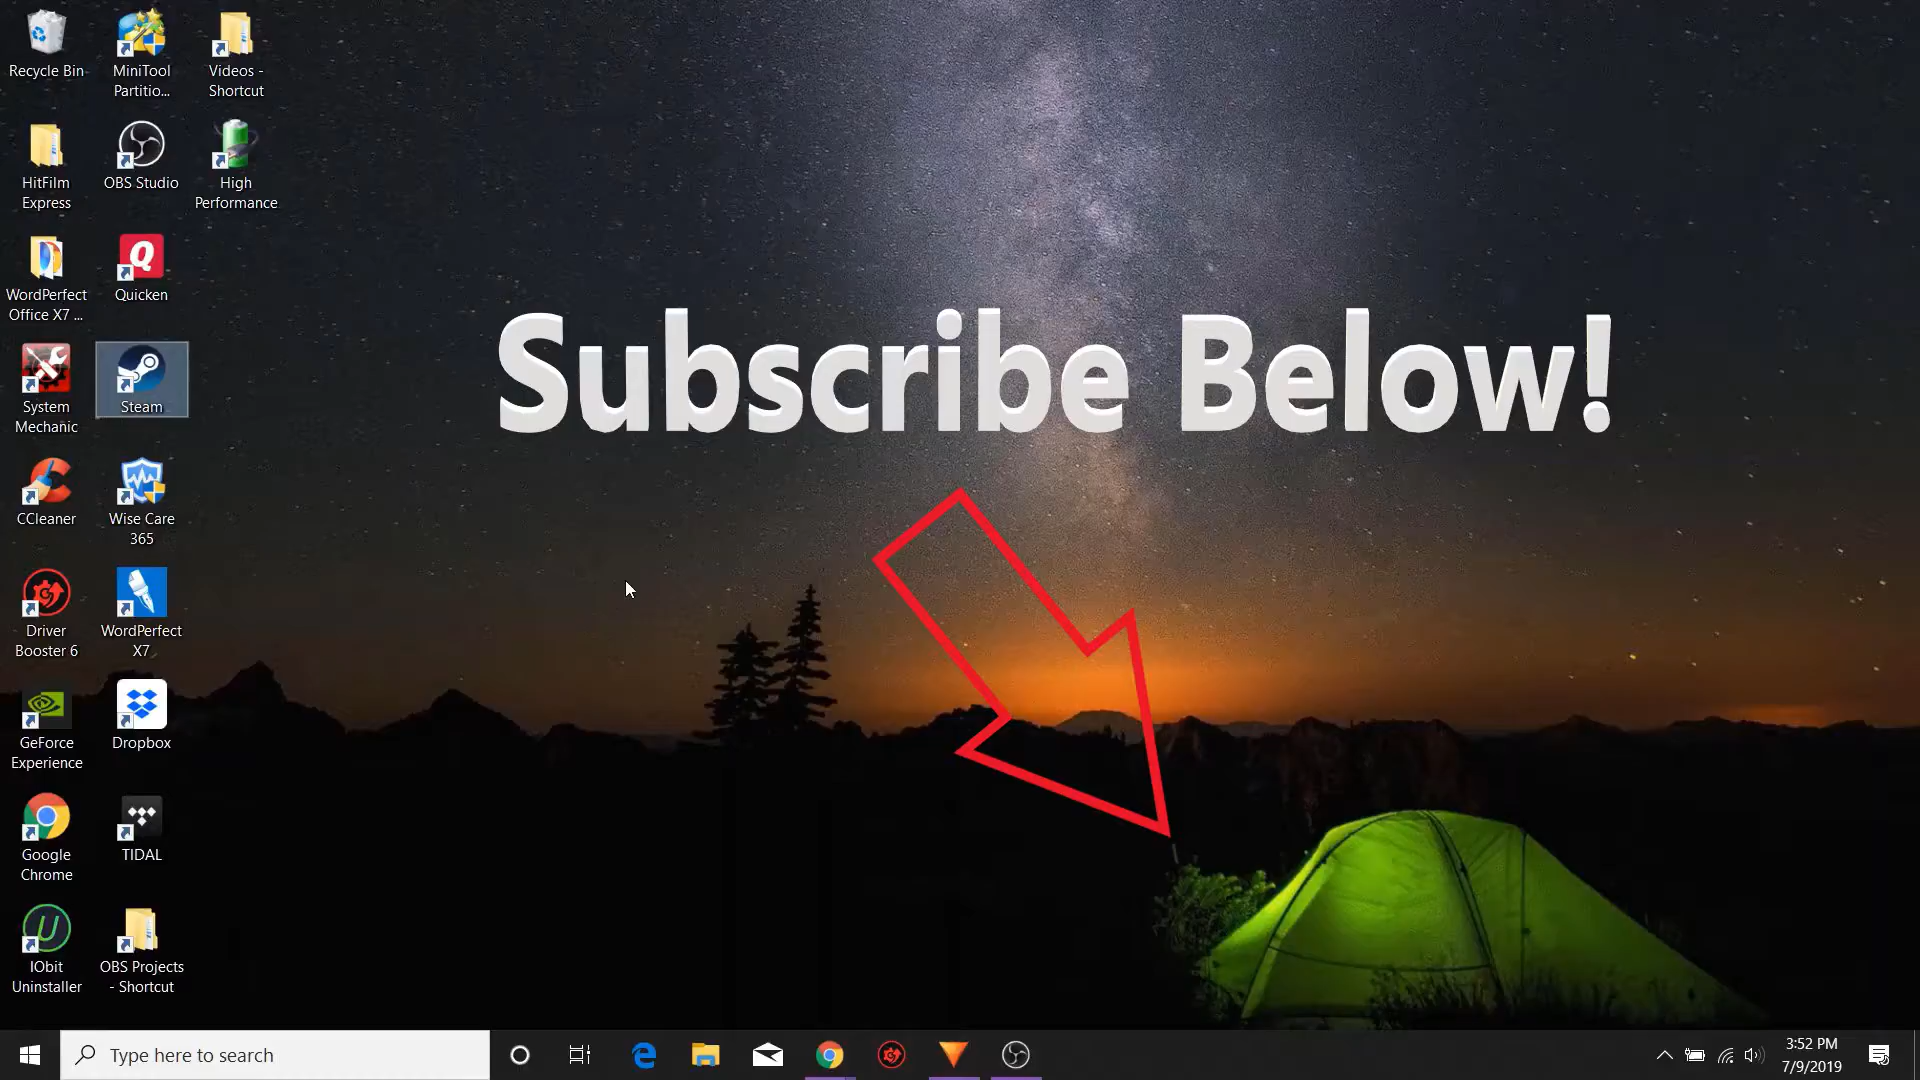 Recycle Bin
MiniTool
Partitio...
Videos -
Shortcut
HitFilm
Express
OBS Studio
High
Performance
WordPerfect
Office X7 ...
Quicken
System
Mechanic
Steam
CCleaner
Wise Care
365
Driver
Booster 6
WordPerfect
X7
GeForce
Experience
Dropbox
Google
Chrome
TIDAL
IObit
Uninstaller
OBS Projects
- Shortcut
Subscribe Below!
Type here to search
3:52 PM
7/9/2019